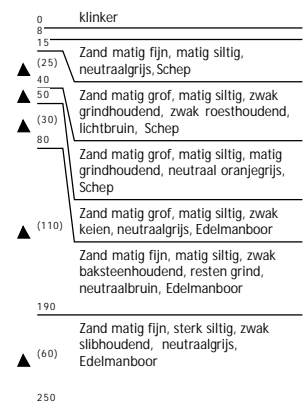 0
klinker
8
15
Zand matig fijn, matig siltig,
(25)
neutraalgrijs, Schep
40
50
Zand matig grof, matig siltig, zwak
grindhoudend, zwak roesthoudend,
(30)
lichtbruin, Schep
80
Zand matig grof, matig siltig, matig
grindhoudend, neutraal oranjegrijs,
Schep
Zand matig grof, matig siltig, zwak
(110)
keien, neutraalgrijs, Edelmanboor
Zand matig fijn, matig siltig, zwak
baksteenhoudend, resten grind,
neutraalbruin, Edelmanboor
190
Zand matig fijn, sterk siltig, zwak
slibhoudend, neutraalgrijs,
(60)
Edelmanboor
250